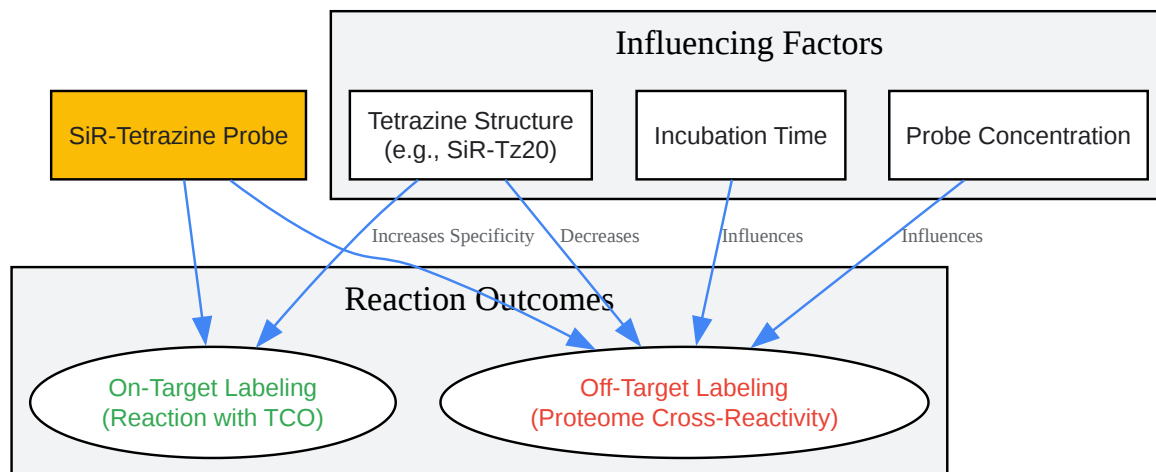 Influencing Factors
SiR-Tetrazine Probe
Tetrazine Structure
(e.g., SiR-Tz20)
Incubation Time
Probe Concentration
Increases Specificity
Decreases
Influences
Influences
Reaction Outcomes
On-Target Labeling
(Reaction with TCO)
Off-Target Labeling
(Proteome Cross-Reactivity)